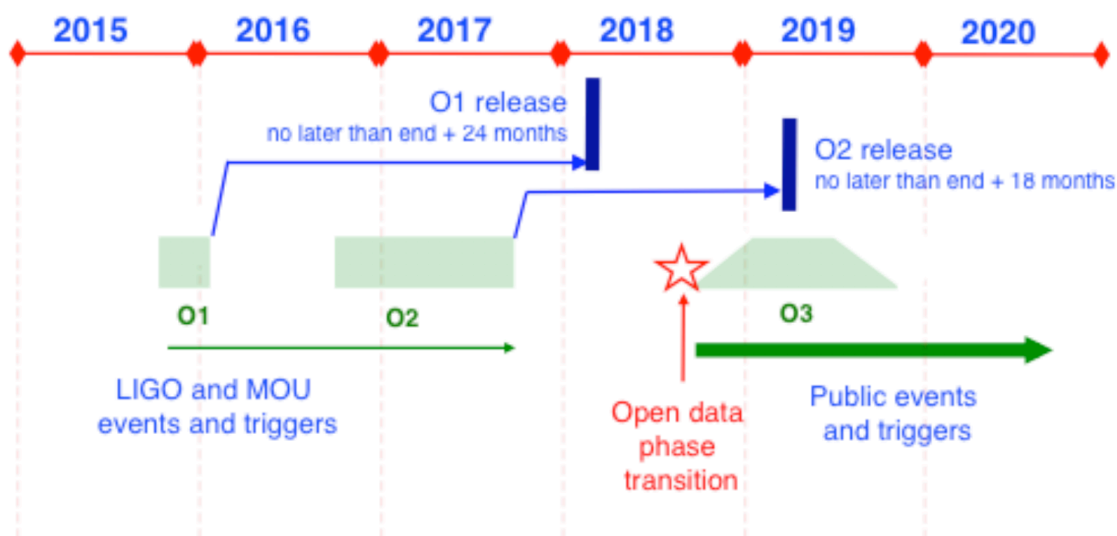 2015 2016 2017 2018 2019 2020
O1 release
no later than end + 24 months
O2 release
no later than end + 18 months
O1
O2
O3
LIGO and MOU
events and triggers
Open data
phase
transition
Public events
and triggers